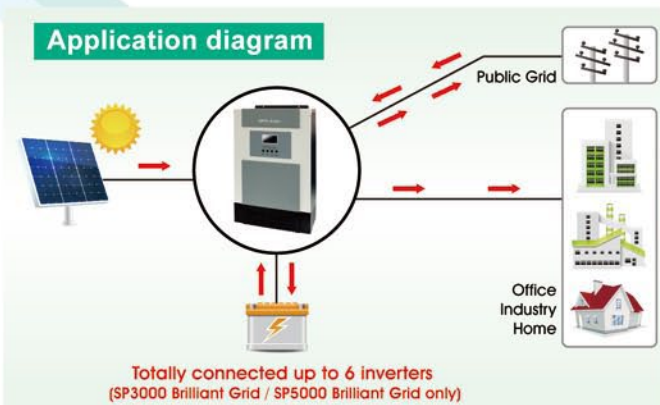 Application diagram
Public Grid
Office
Industry
Home
Totally connected up to 6 inverters
(SP3000 Brilliant Grid / SP5000 Brilliant Grid only)